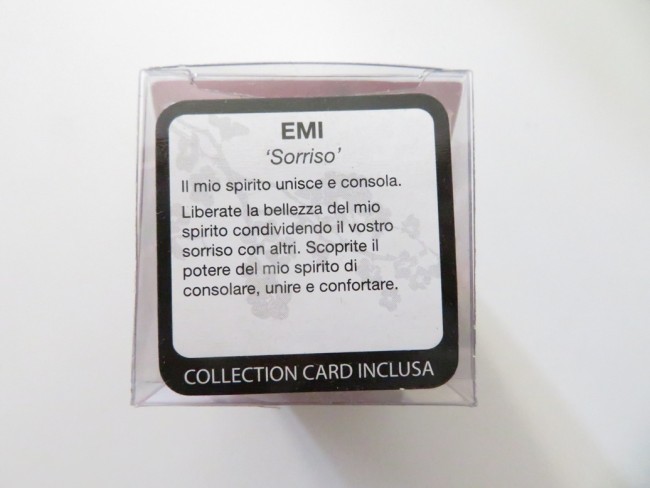 EMI
‘Sorriso’
Il mio spirito unisce e consola.
Liberate la bellezza del mio
spirito condividendo il vostro
sorriso con altri. Scoprite il
potere del mio spirito di
consolare, unire e confortare.
COLLECTION CARD INCLUSA